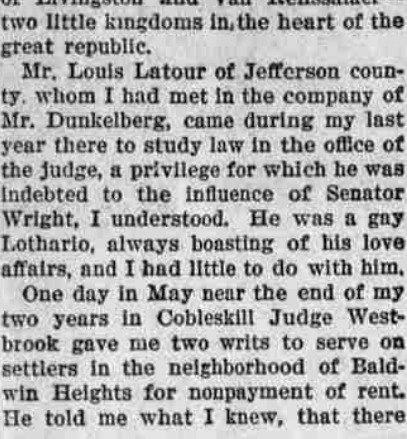 of Livingston and Van Rensselaer
two little kingdoms in the heart of the
great republic.
Mr. Louis Latour of Jefferson coun-
ty. whom I had met in the company of
Mr. Dunkelberg, came during my last
year there to study law in the office of
the judge, a privilege for which he was
indebted to the influence of Senator
Wright, I understood. He was a gay
Lothario, always boasting of his love
affairs, and I had little to do with him.
One day in May near the end of my
two years in Cobleskill Judge West-
brook gave me two writs to serve on
settlers in the neighborhood of Bald-
win Heights for nonpayment of rent.
He told me what I knew, that there